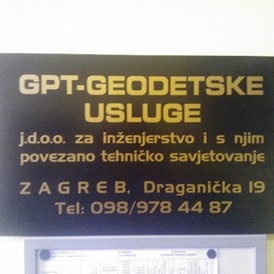 GPT-GEODETSKE
USLUGE
j.d.o.o. za inženjerstvo i s njim
povezano tehničko savjetovanje
ZAGREB, Draganička 19
Tel: 098/978 44 87